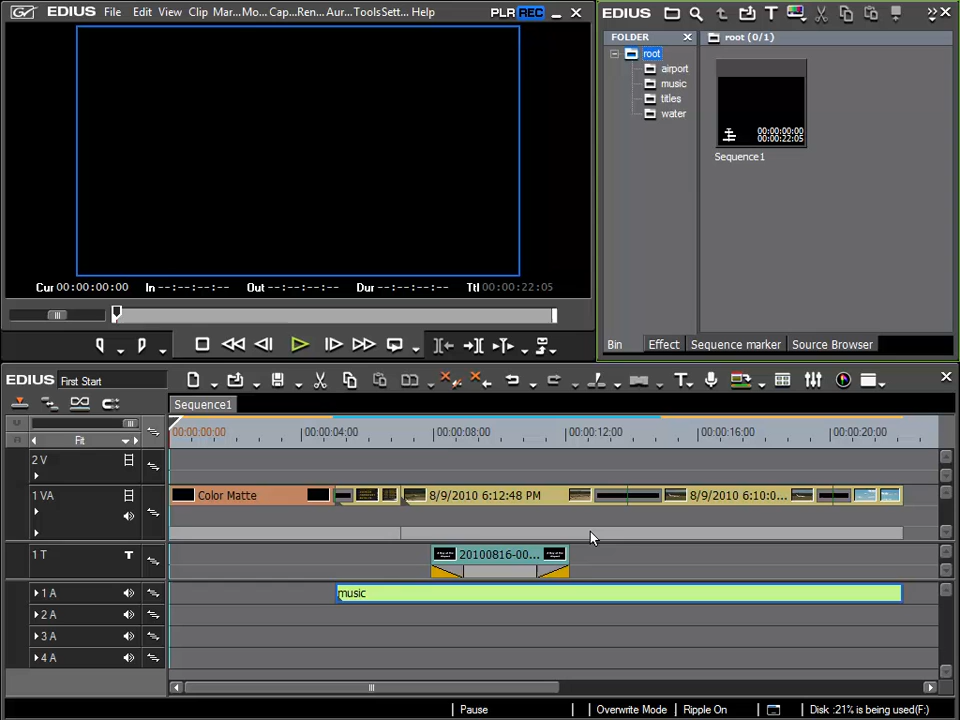 File Edit View Clip Mar...Mo... Cap...Ren... Aur...ToolsSett... Help PLR REC
Cur 00:00:00:00 In --:--:--:-- Out --:--:--:-- Dur --:--:--:-- Ttl 00:00:22:05
EDIUS
FOLDER
root (0/1)
root
airport
music
titles
water
00:00:00:00
00:00:22:05
Sequence1
Bin Effect Sequence marker Source Browser
EDIUS First Start
Sequence1
Fit
00:00:00:00 00:00:04:00 00:00:08:00 00:00:12:00 00:00:16:00 00:00:20:00
2 V
1 VA Color Matte 8/9/2010 6:12:48 PM 8/9/2010 6:10:0...
1 T T 20100816-00...
1 A music
2 A
3 A
4 A
Pause Overwrite Mode Ripple On Disk :21% is being used(F:)